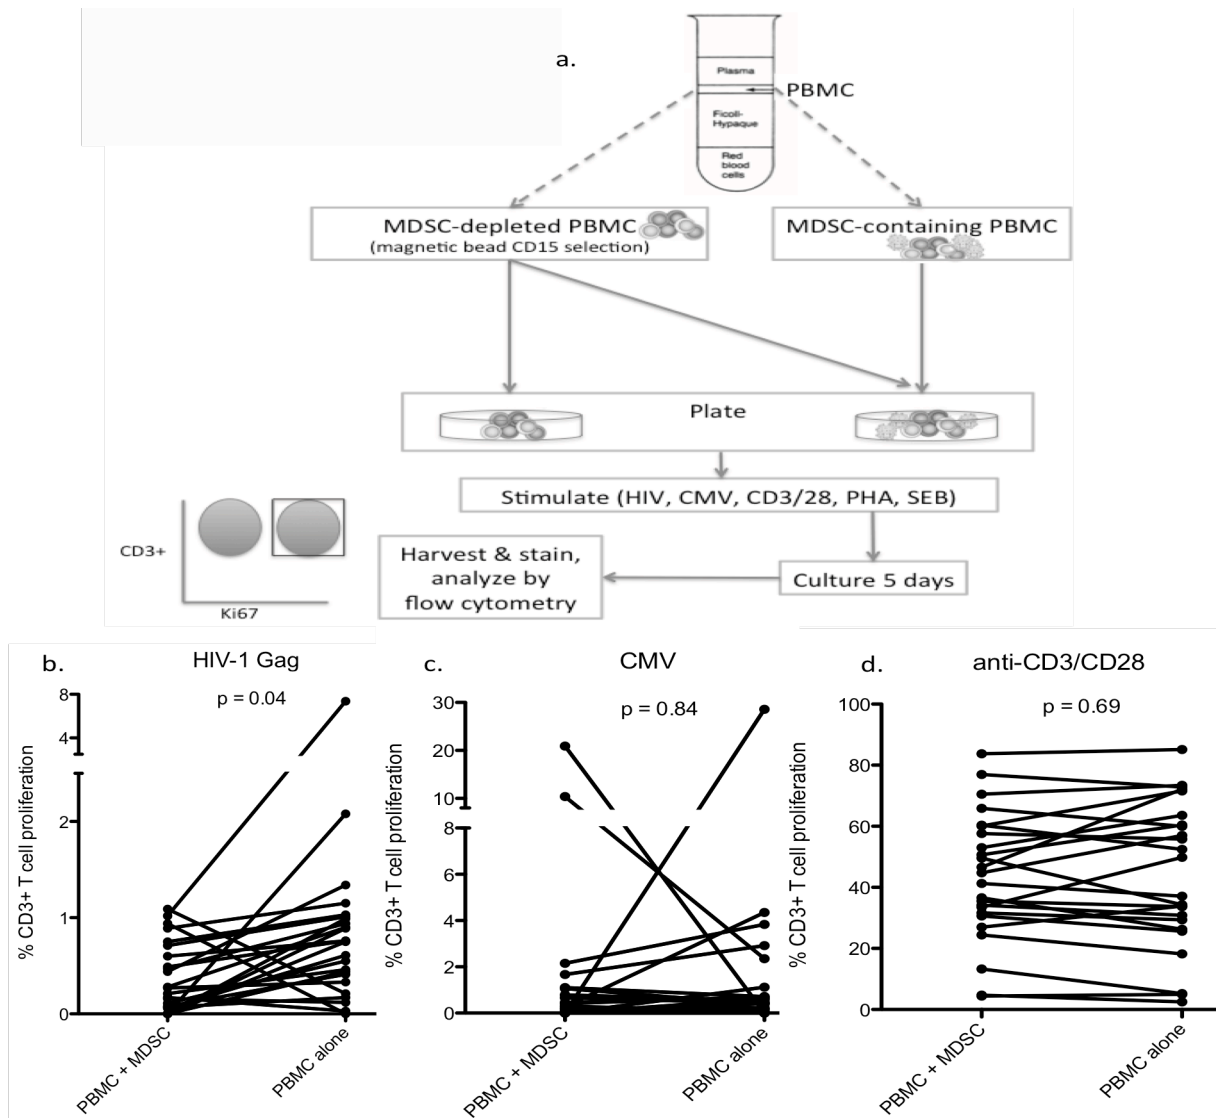 a.
Plasma
PBMC
Ficoll-
Hypaque
Red
blood
cells
MDSC-depleted PBMC
(magnetic bead CD15 selection)
MDSC-containing PBMC
Plate
Stimulate (HIV, CMV, CD3/28, PHA, SEB)
CD3+
Ki67
Harvest & stain,
analyze by
flow cytometry
Culture 5 days
b.
HIV-1 Gag
p = 0.04
% CD3+ T cell proliferation
8
4
2
1
0
PBMC + MDSC
PBMC alone
c.
CMV
p = 0.84
% CD3+ T cell proliferation
30
20
10
8
6
4
2
0
PBMC + MDSC
PBMC alone
d.
anti-CD3/CD28
p = 0.69
% CD3+ T cell proliferation
100
80
60
40
20
0
PBMC + MDSC
PBMC alone